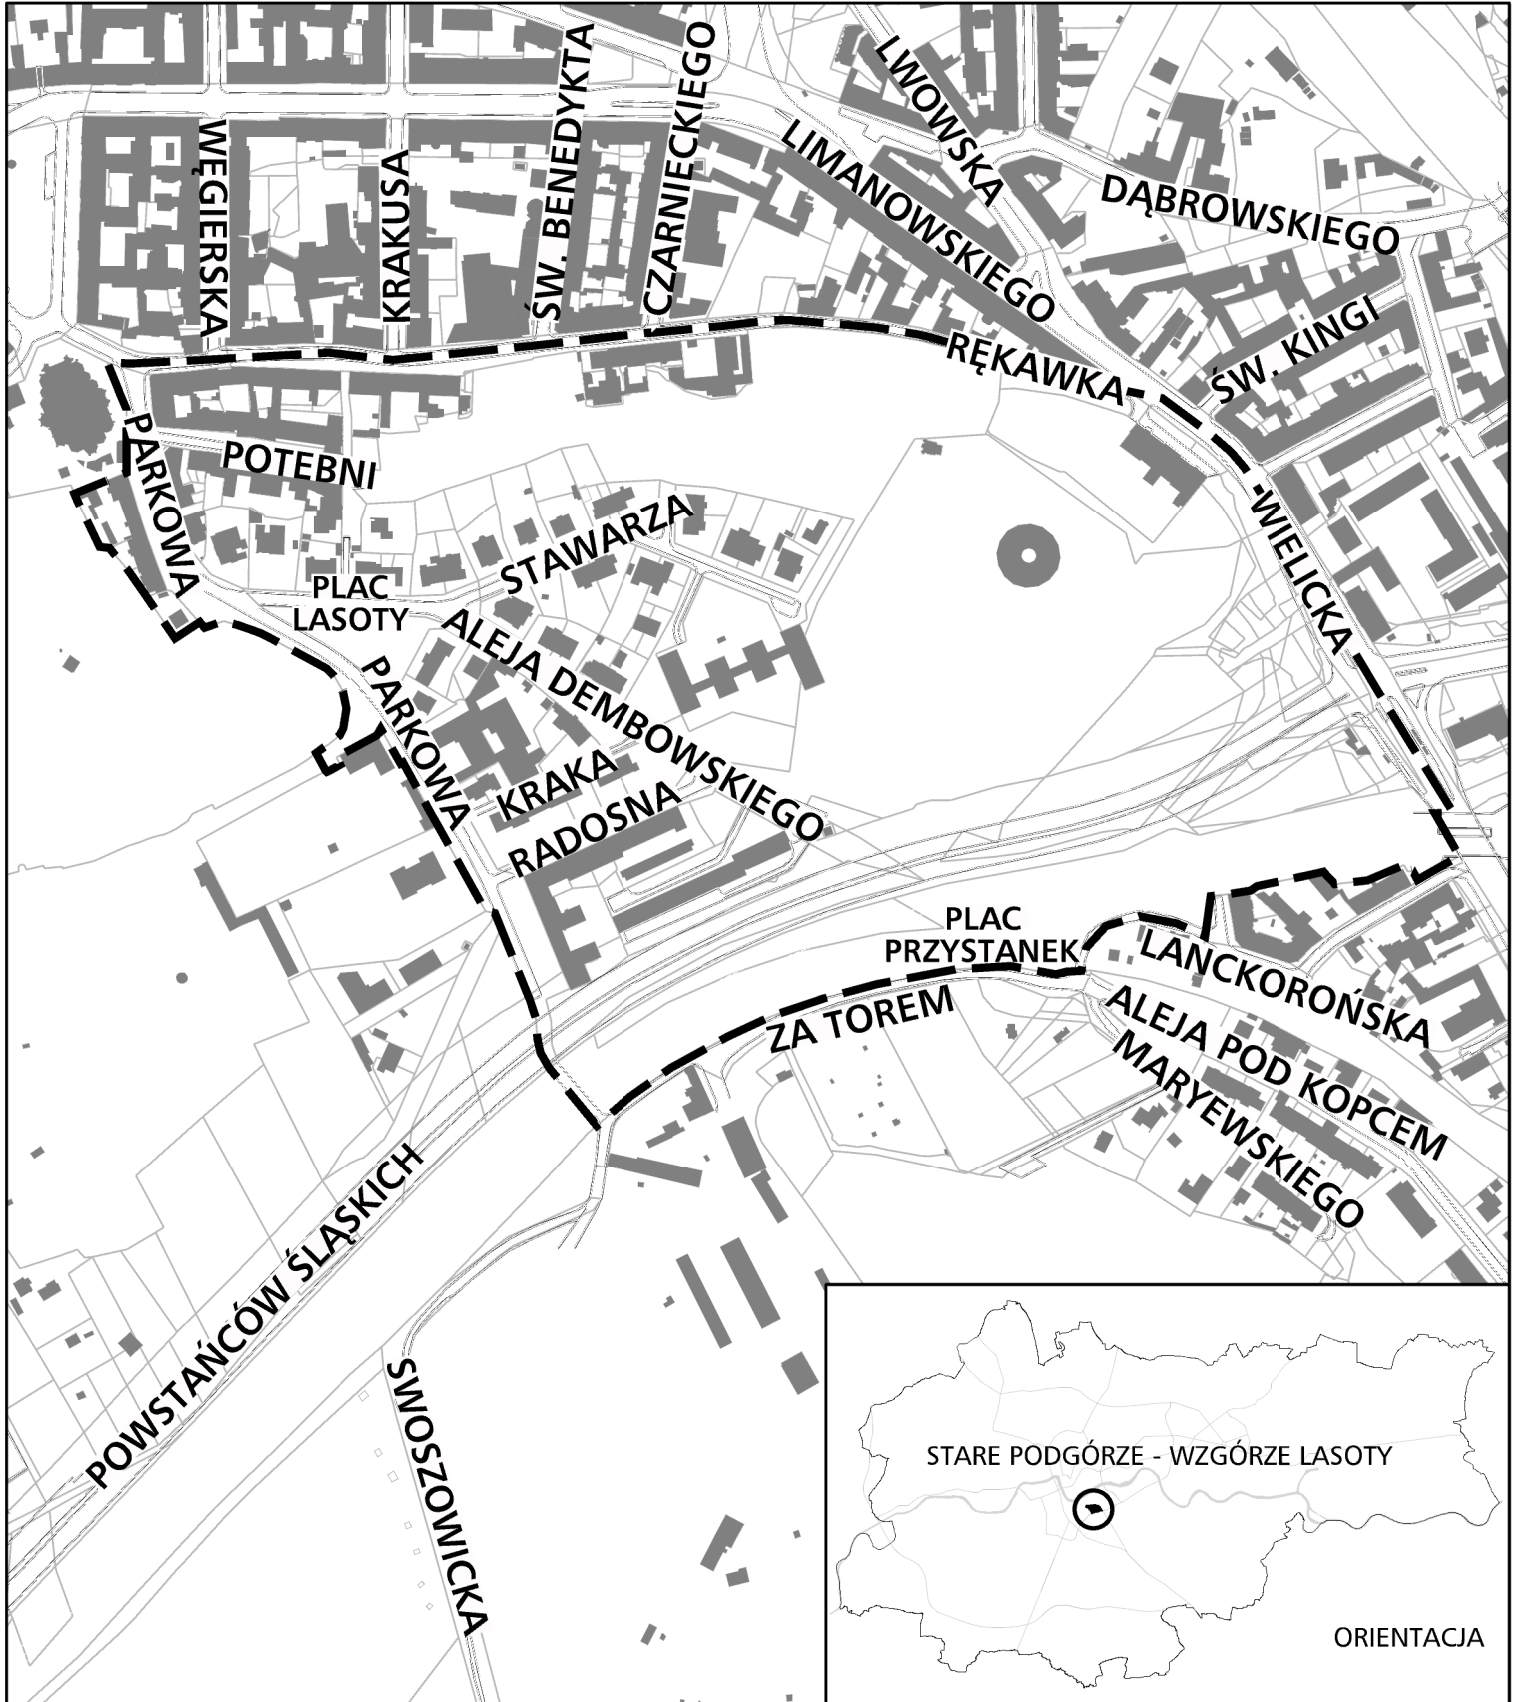 WĘGIERSKA
KRAKUSA
ŚW. BENEDYKTA
CZARNIECKIEGO
LWOWSKA
LIMANOWSKIEGO
DĄBROWSKIEGO
ŚW. KINGI
RĘKAWKA
PARKOWA
POTEBNI
WIELICKA
STAWARZA
PLAC
LASOTY
ALEJA DEMBOWSKIEGO
PARKOWA
KRAKA
RADOSNA
PLAC
PRZYSTANEK
LANCKOROŃSKA
ZA TOREM
ALEJA POD KOPCEM
MARYEWSKIEGO
POWSTAŃCÓW ŚLĄSKICH
SWOSZOWICKA
STARE PODGÓRZE - WZGÓRZE LASOTY
ORIENTACJA